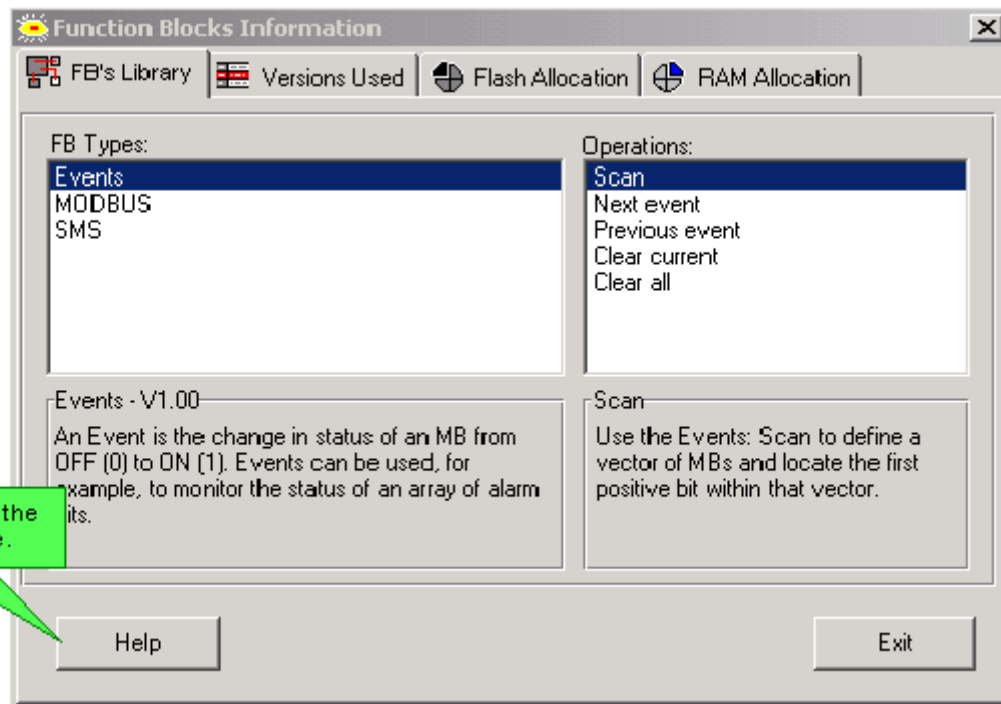 Function Blocks Information
FB's Library
Versions Used
Flash Allocation
RAM Allocation
FB Types:
Events
MODBUS
SMS
Operations:
Scan
Next event
Previous event
Clear current
Clear all
Events - V1.00
An Event is the change in status of an MB from
OFF (0) to ON (1). Events can be used, for
example, to monitor the status of an array of alarm
its.
Scan
Use the Events: Scan to define a
vector of MBs and locate the first
positive bit within that vector.
the
Help
Exit